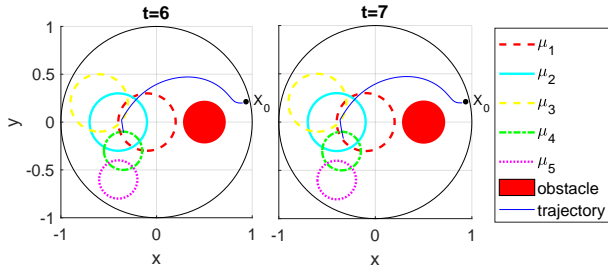 t=6
t=7
1
0.5
0
-0.5
-1
y
-1
0
1
x
-1
0
1
x
X₀
X₀
μ₁
μ₂
μ₃
μ₄
μ₅
obstacle
trajectory